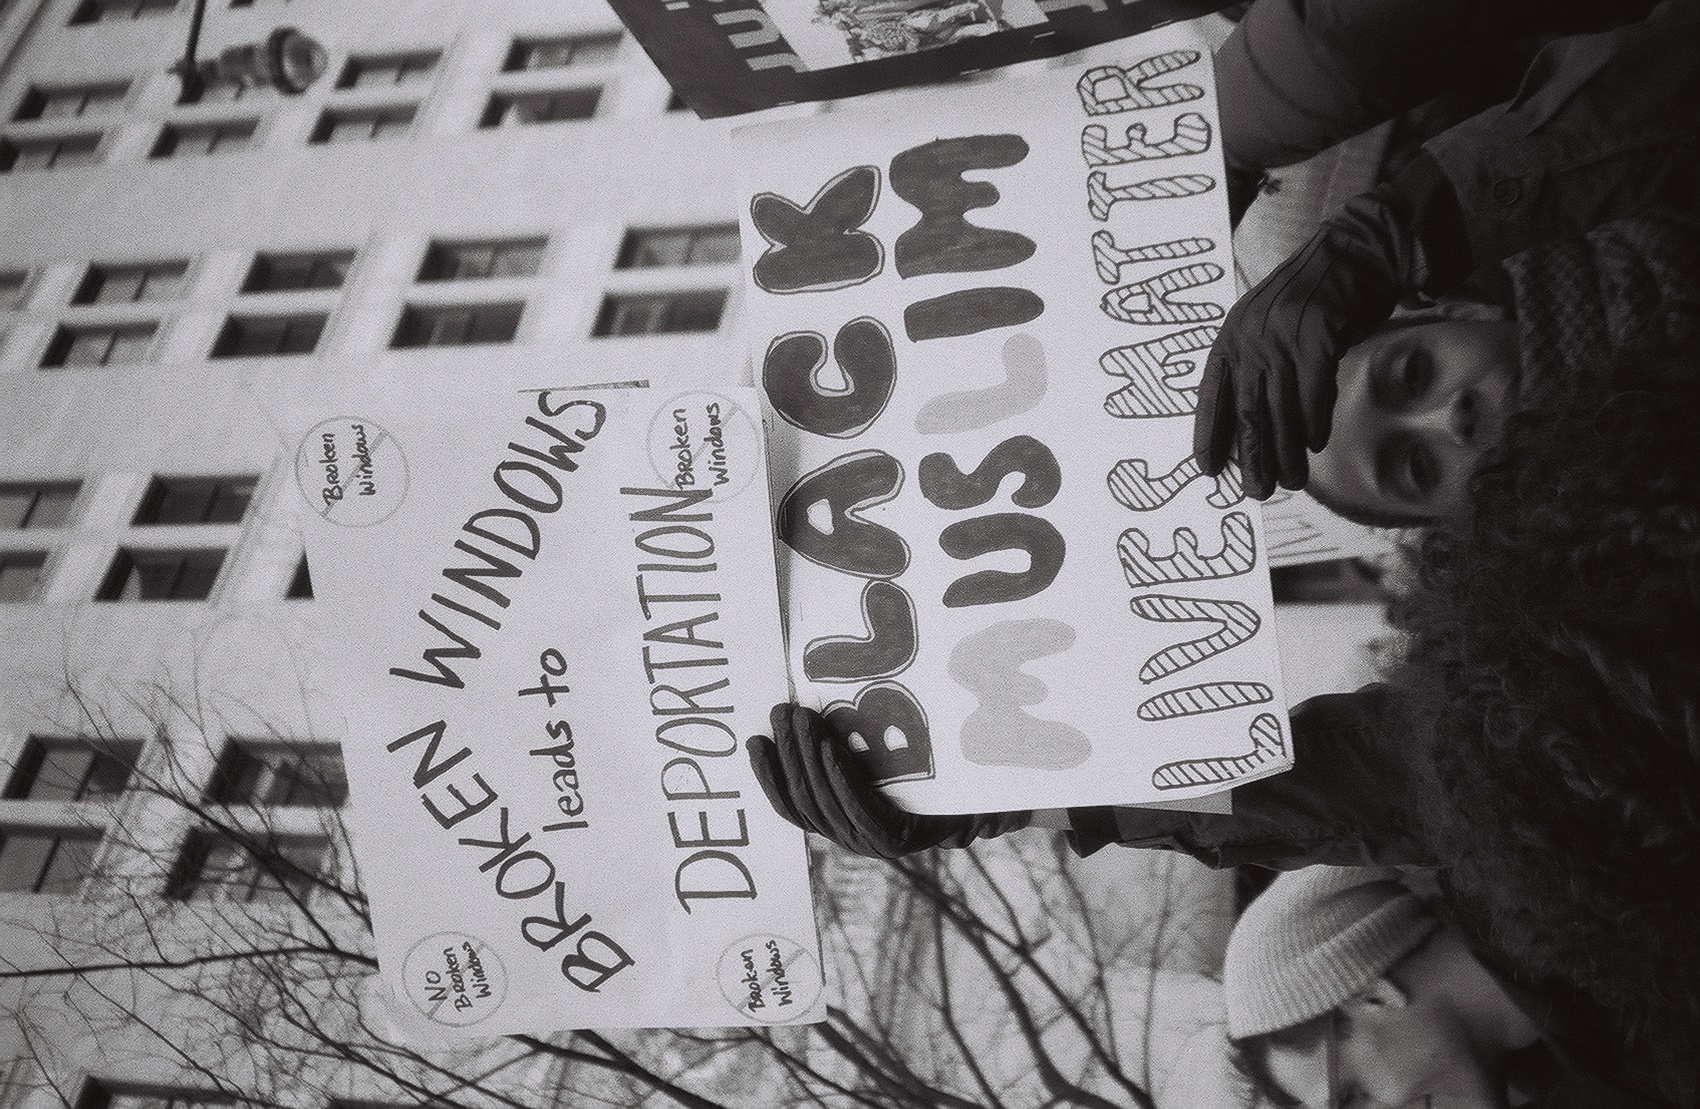 No
Broken
Windows
Broken
Windows
BROKEN WINDOWS
leads to
DEPORTATION
Broken
Windows
Broken
Windows
BLACK
MUSLIM
LIVES MATTER